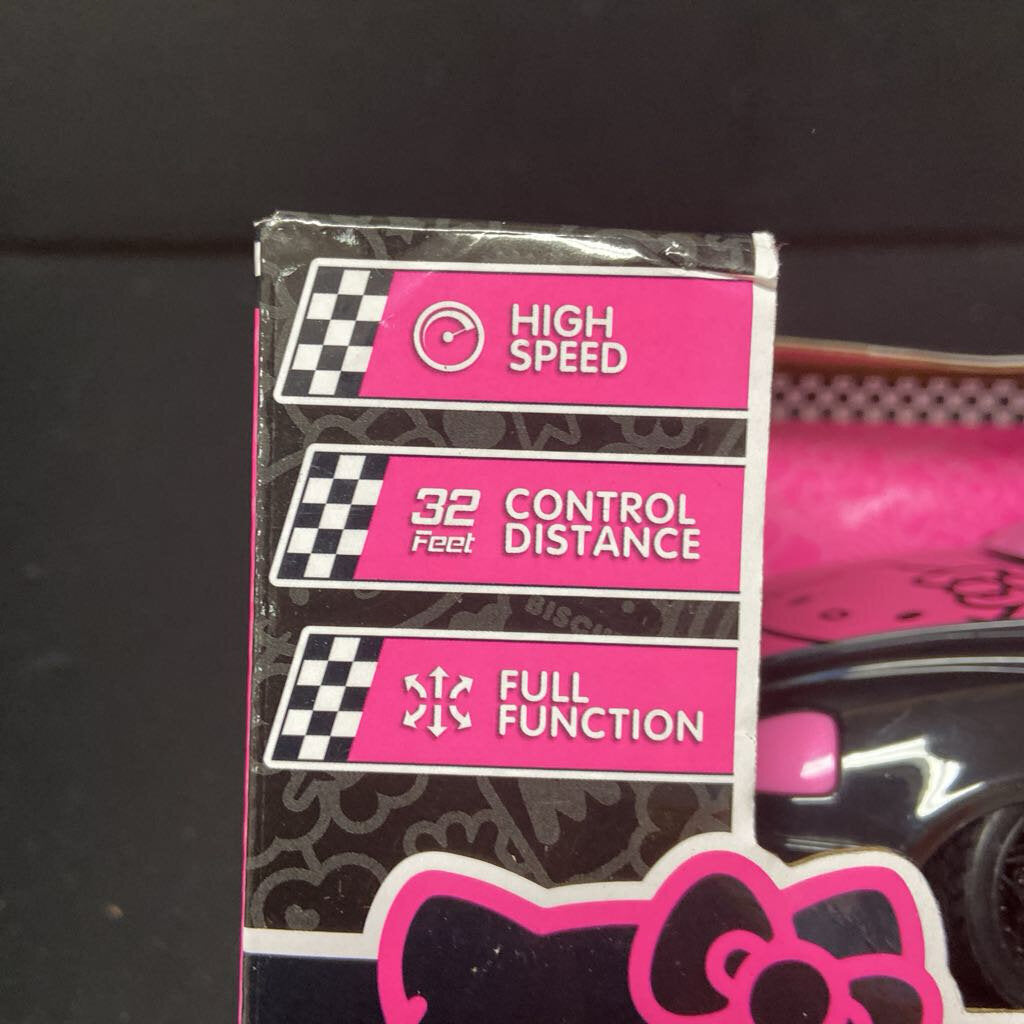 HIGH
SPEED
32
Feet
CONTROL
DISTANCE
FULL
FUNCTION